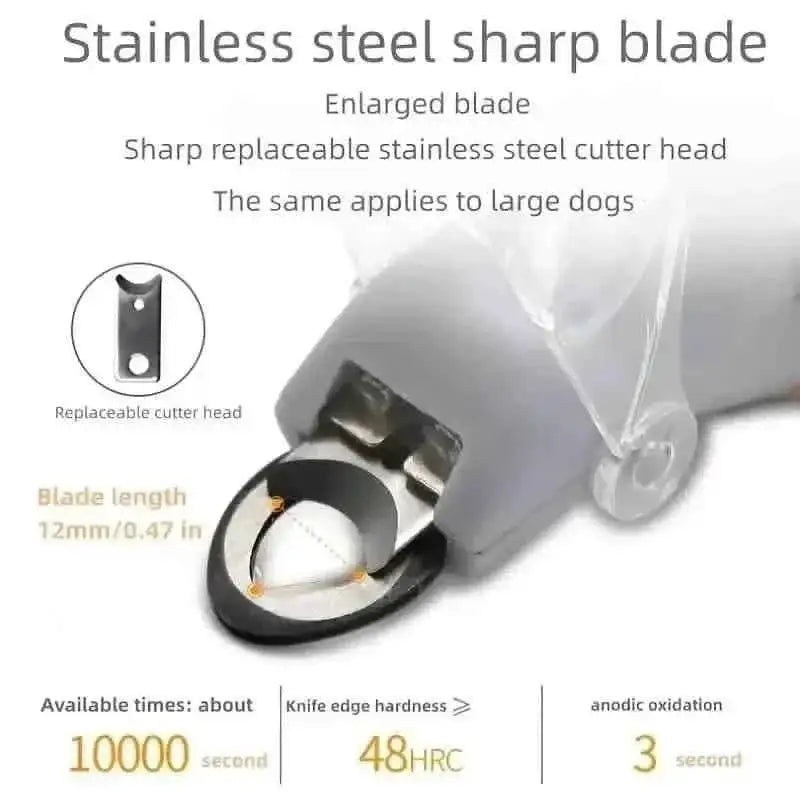 Stainless steel sharp blade
Enlarged blade
Sharp replaceable stainless steel cutter head
The same applies to large dogs
Replaceable cutter head
Blade length
12mm/0.47 in
Available times: about
10000 second
Knife edge hardness ⩾
48HRC
anodic oxidation
3 second